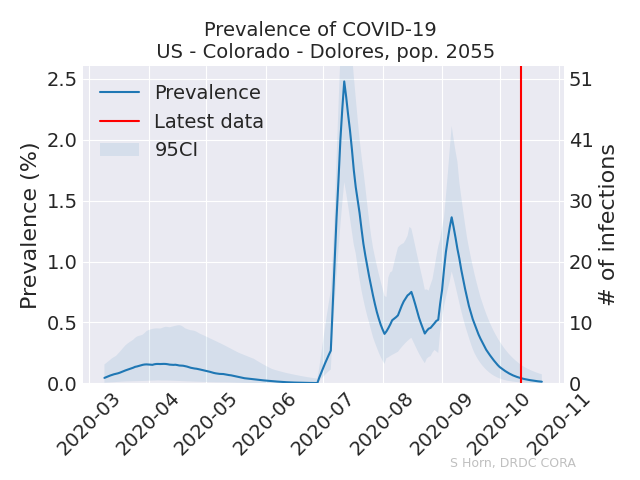 Prevalence of COVID-19
US - Colorado - Dolores, pop. 2055
Prevalence
Latest data
95CI
Prevalence (%)
2.5
2.0
1.5
1.0
0.5
0.0
51
41
30
20
10
0
# of infections
2020-03
2020-04
2020-05
2020-06
2020-07
2020-08
2020-09
2020-10
2020-11
S Horn, DRDC CORA